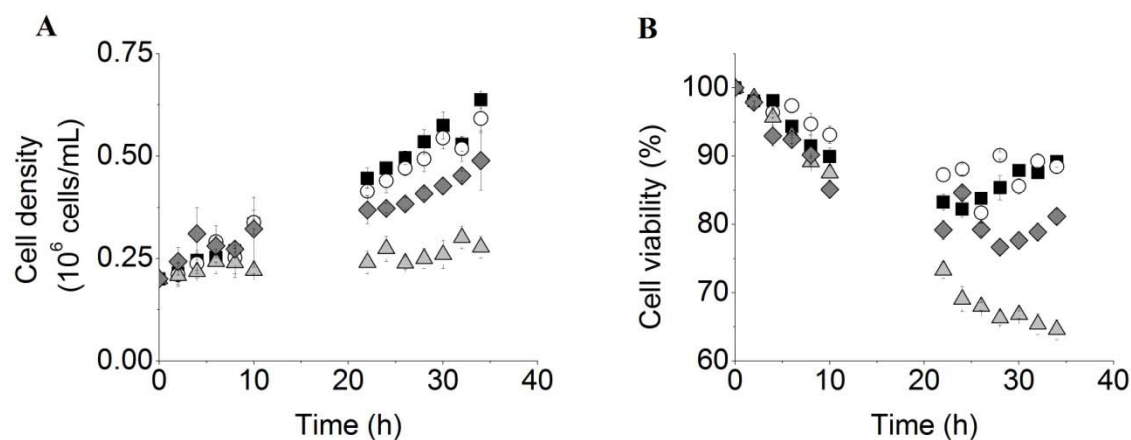 A
0.75
0.50
0.25
0.00
Cell density
(10⁶ cells/mL)
0 10 20 30 40
Time (h)
B
100
90
80
70
60
Cell viability (%)
0 10 20 30 40
Time (h)